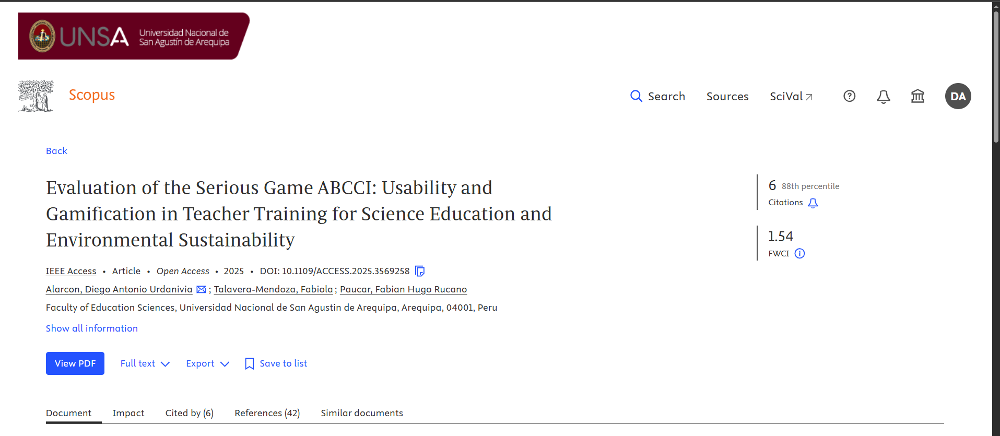 UNSA
Universidad Nacional de
San Agustín de Arequipa
Scopus
Search
Sources
SciVal
DA
Back
Evaluation of the Serious Game ABCCI: Usability and
Gamification in Teacher Training for Science Education and
Environmental Sustainability
6 88th percentile
Citations
1.54
FWCI
IEEE Access • Article • Open Access • 2025 • DOI: 10.1109/ACCESS.2025.3569258
Alarcon, Diego Antonio Urdanivia ; Talavera-Mendoza, Fabiola ; Paucar, Fabian Hugo Rucano
Faculty of Education Sciences, Universidad Nacional de San Agustin de Arequipa, Arequipa, 04001, Peru
Show all information
View PDF
Full text
Export
Save to list
Document
Impact
Cited by (6)
References (42)
Similar documents